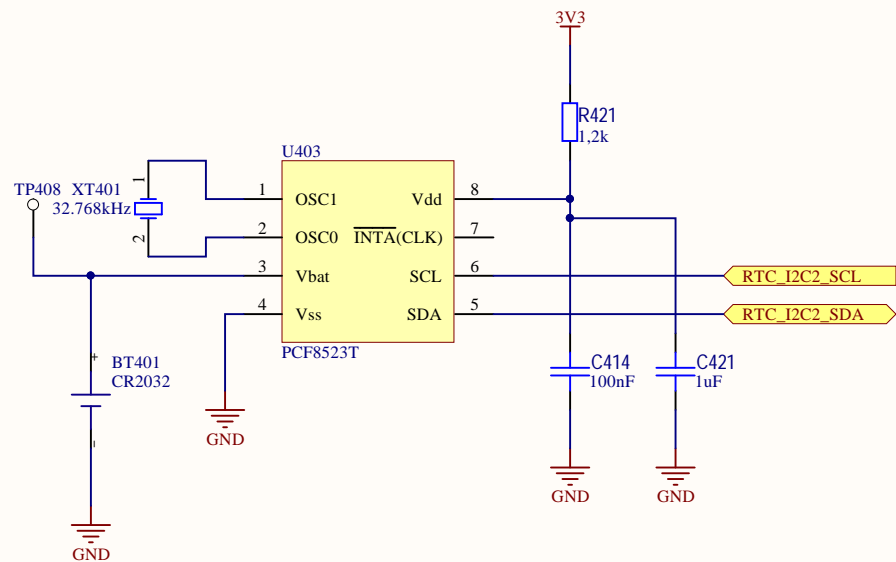 3V3
R421
1,2k
U403
1
TP408 XT401
32.768kHz
2
1 OSC1 Vdd 8
2 OSC0 INTA(CLK) 7
3 Vbat SCL 6
4 Vss SDA 5
PCF8523T
RTC_I2C2_SCL
RTC_I2C2_SDA
+
BT401
CR2032
-
C414
100nF
C421
1uF
GND
GND
GND
GND